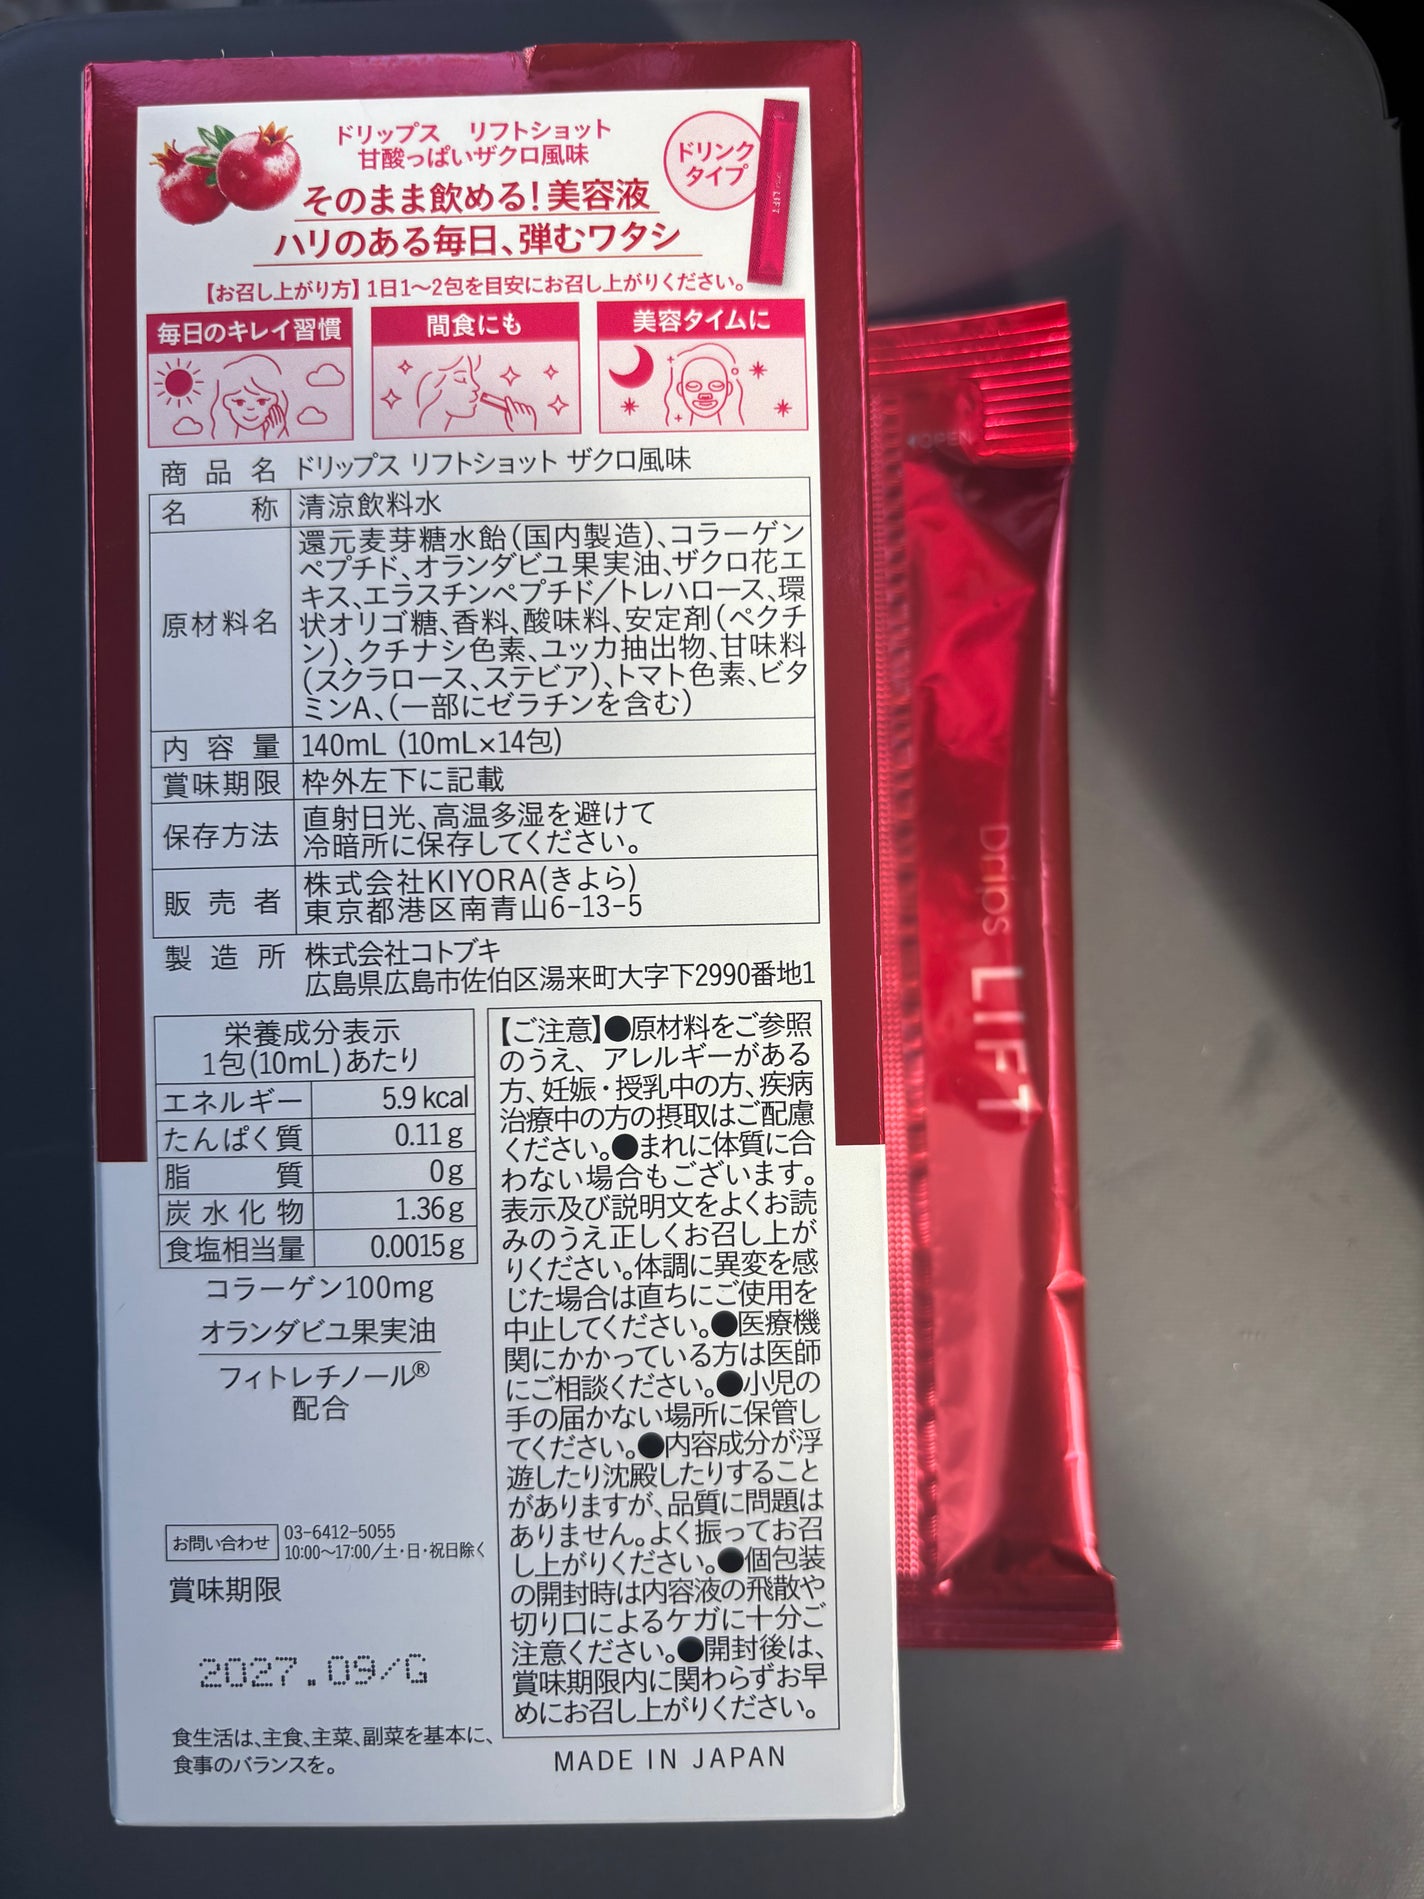 ドリップス　リフトショット
甘酸っぱいザクロ風味
そのまま飲める！美容液
ハリのある毎日、弾むワタシ
ドリンク
タイプ
【お召し上がり方】1日1〜2包を目安にお召し上がりください。
毎日のキレイ習慣
間食にも
美容タイムに
商品名 ドリップス リフトショット ザクロ風味
名称 清涼飲料水
原材料名 還元麦芽糖水飴（国内製造）、コラーゲン
ペプチド、オランダビユ果実油、ザクロ花エ
キス、エラスチンペプチド／トレハロース、環
状オリゴ糖、香料、酸味料、安定剤（ペクチ
ン）、クチナシ色素、ユッカ抽出物、甘味料
（スクラロース、ステビア）、トマト色素、ビタ
ミンA、（一部にゼラチンを含む）
内容量 140mL (10mL×14包)
賞味期限 枠外左下に記載
保存方法 直射日光、高温多湿を避けて
冷暗所に保存してください。
販売者 株式会社KIYORA(きよら)
東京都港区南青山6-13-5
製造所 株式会社コトブキ
広島県広島市佐伯区湯来町大字下2990番地1
栄養成分表示
1包(10mL)あたり
エネルギー 5.9 kcal
たんぱく質 0.11 g
脂質 0g
炭水化物 1.36g
食塩相当量 0.0015g
コラーゲン100mg
オランダビユ果実油
フィトレチノール®
配合
お問い合わせ 03-6412-5055
10:00〜17:00／土・日・祝日除く
賞味期限
2027.09/G
食生活は、主食、主菜、副菜を基本に、
食事のバランスを。
【ご注意】●原材料をご参照
のうえ、アレルギーがある
方、妊娠・授乳中の方、疾病
治療中の方の摂取はご配慮
ください。●まれに体質に合
わない場合もございます。
表示及び説明文をよくお読
みのうえ正しくお召し上が
りください。体調に異変を感
じた場合は直ちにご使用を
中止してください。●医療機
関にかかっている方は医師
にご相談ください。●小児の
手の届かない場所に保管し
てください。●内容成分が浮
遊したり沈殿したりすること
がありますが、品質に問題は
ありません。よく振ってお召
し上がりください。●個包装
の開封時は内容液の飛散や
切り口によるケガに十分ご
注意ください。●開封後は、
賞味期限内に関わらずお早
めにお召し上がりください。
MADE IN JAPAN
OPEN
Drips LIFT